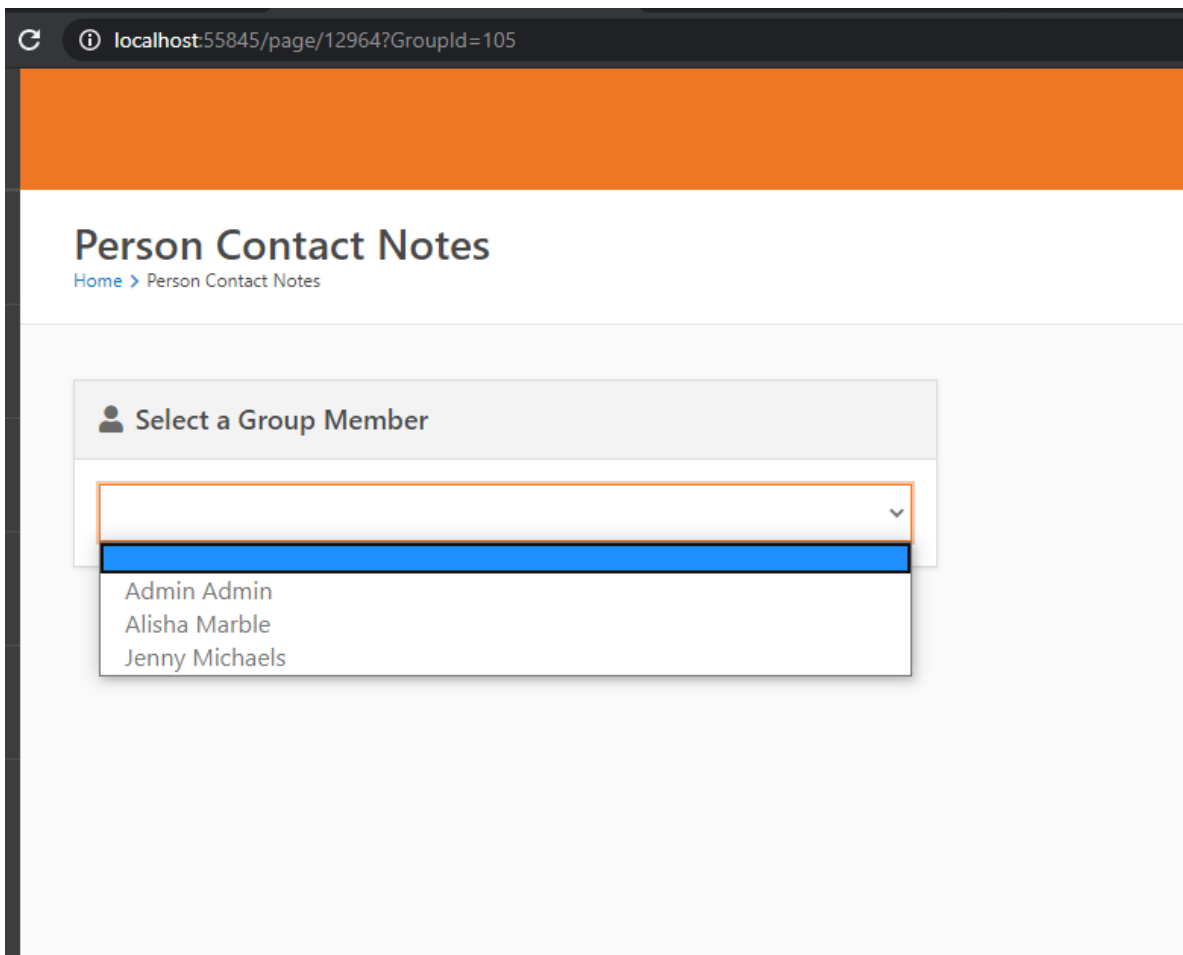 localhost:55845/page/12964?GroupId=105
Person Contact Notes
Home > Person Contact Notes
Select a Group Member
Admin Admin
Alisha Marble
Jenny Michaels